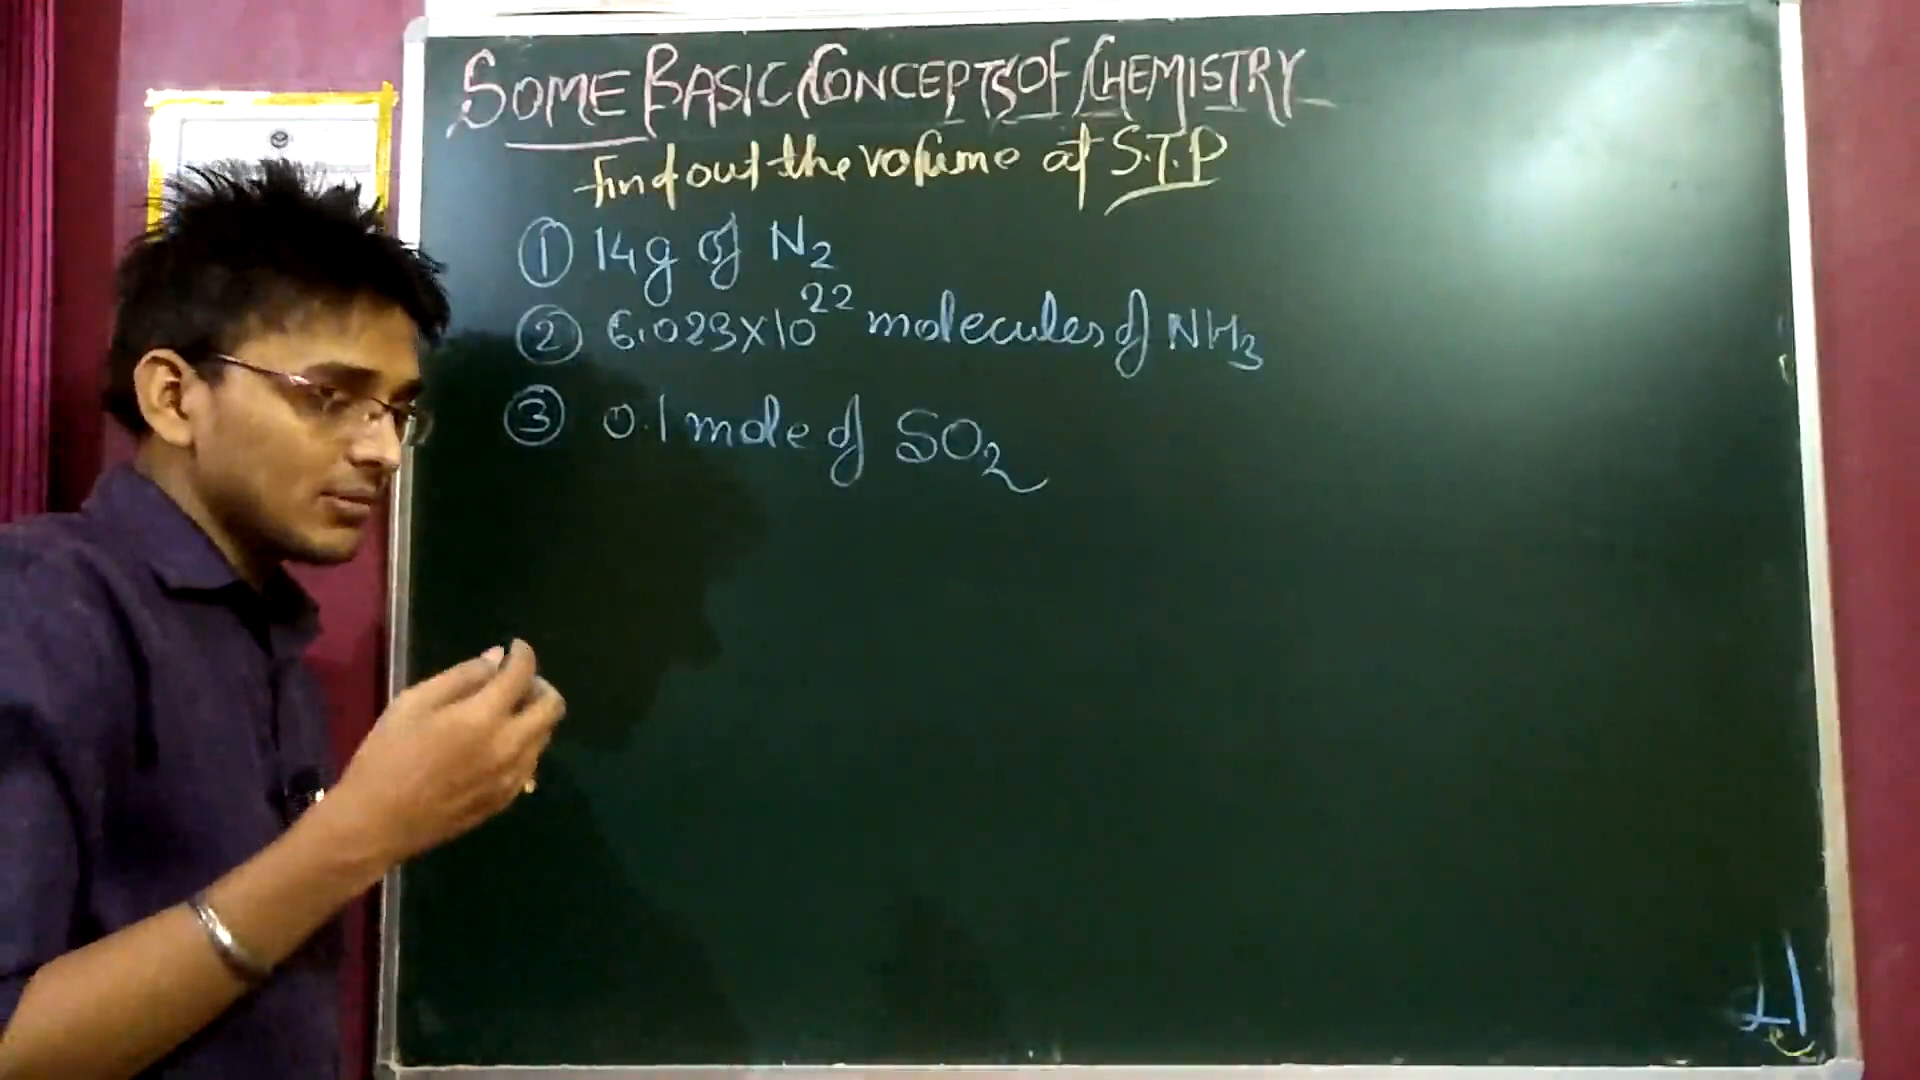 SOME BASIC CONCEPTS OF CHEMISTRY
find out the volume at S.T.P
① 14g of N₂
② 6.023×10²² molecules of NH₃
③ 0.1 mole of SO₂